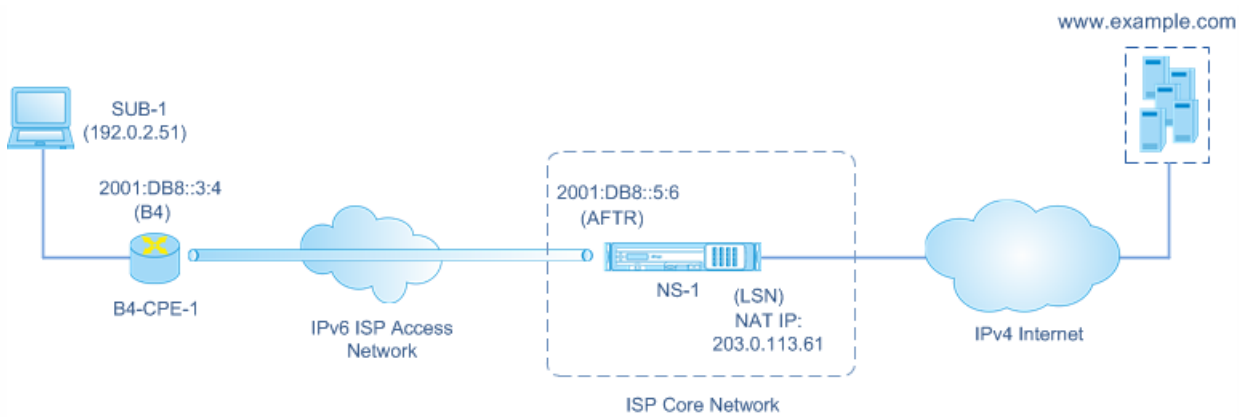 www.example.com
SUB-1
(192.0.2.51)
2001:DB8::3:4
(B4)
2001:DB8::5:6
(AFTR)
B4-CPE-1
IPv6 ISP Access
Network
NS-1
(LSN)
NAT IP:
203.0.113.61
IPv4 Internet
ISP Core Network